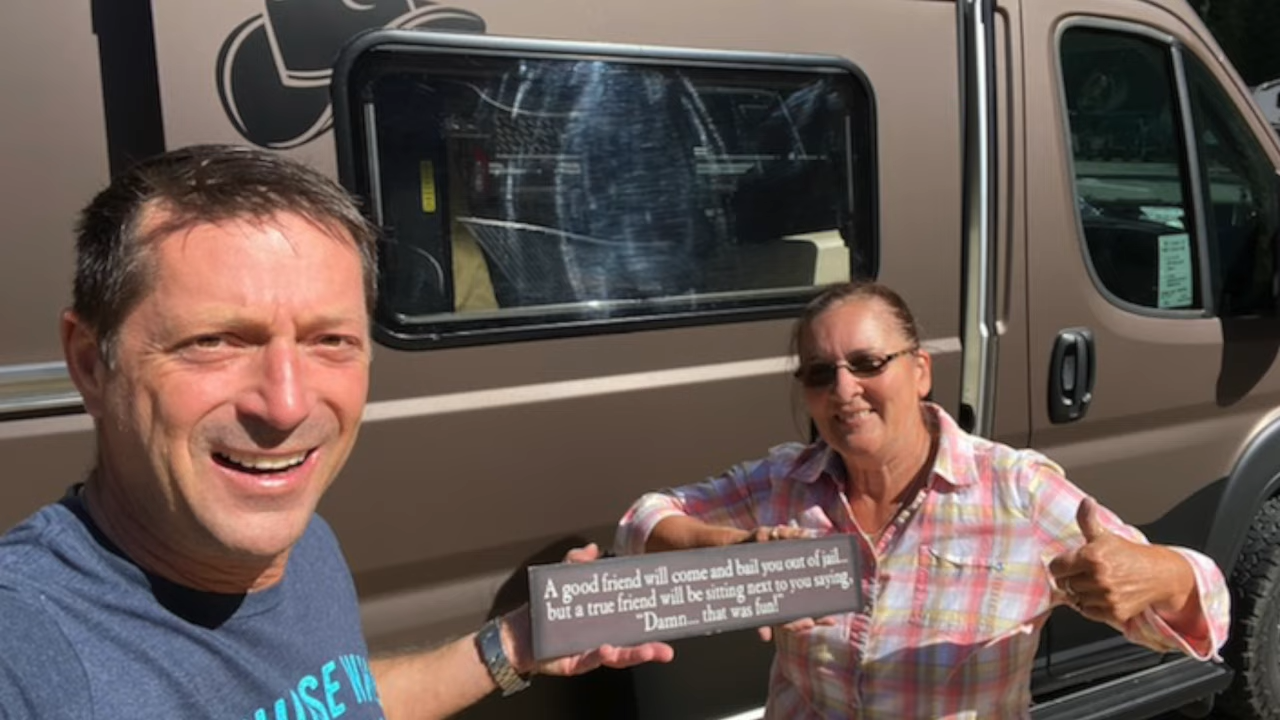 A good friend will come and bail you out of jail...
but a true friend will be sitting next to you saying,
"Damn... that was fun!"